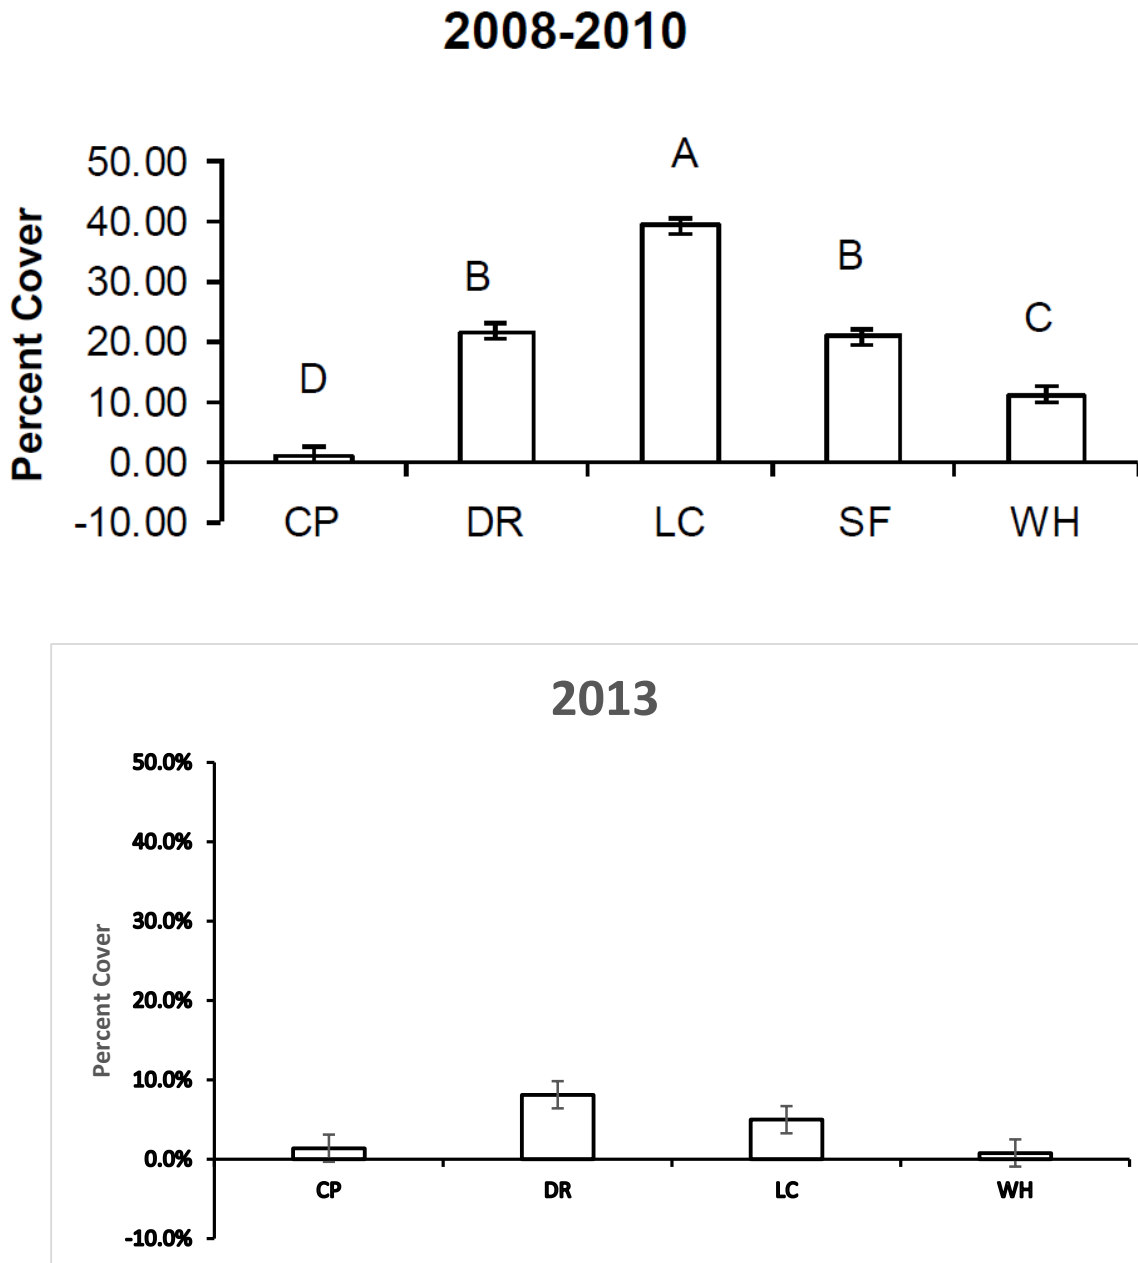 2008-2010
A
50.00
40.00
B
B
30.00
C
20.00
D
10.00
0.00
-10.00
Percent Cover
CP DR LC SF WH
2013
50.0%
40.0%
30.0%
20.0%
10.0%
0.0%
-10.0%
Percent Cover
CP DR LC WH